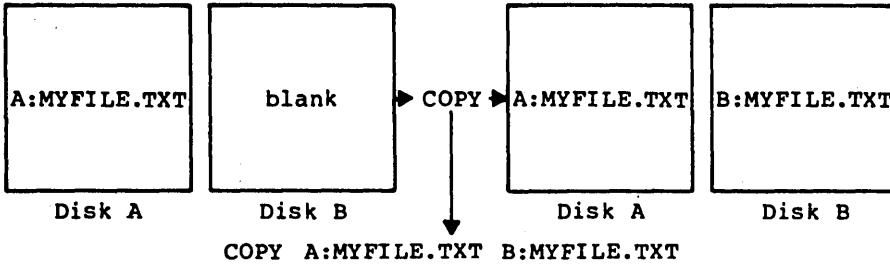 A:MYFILE.TXT blank COPY A:MYFILE.TXT B:MYFILE.TXT
Disk A Disk B Disk A Disk B
COPY A:MYFILE.TXT B:MYFILE.TXT